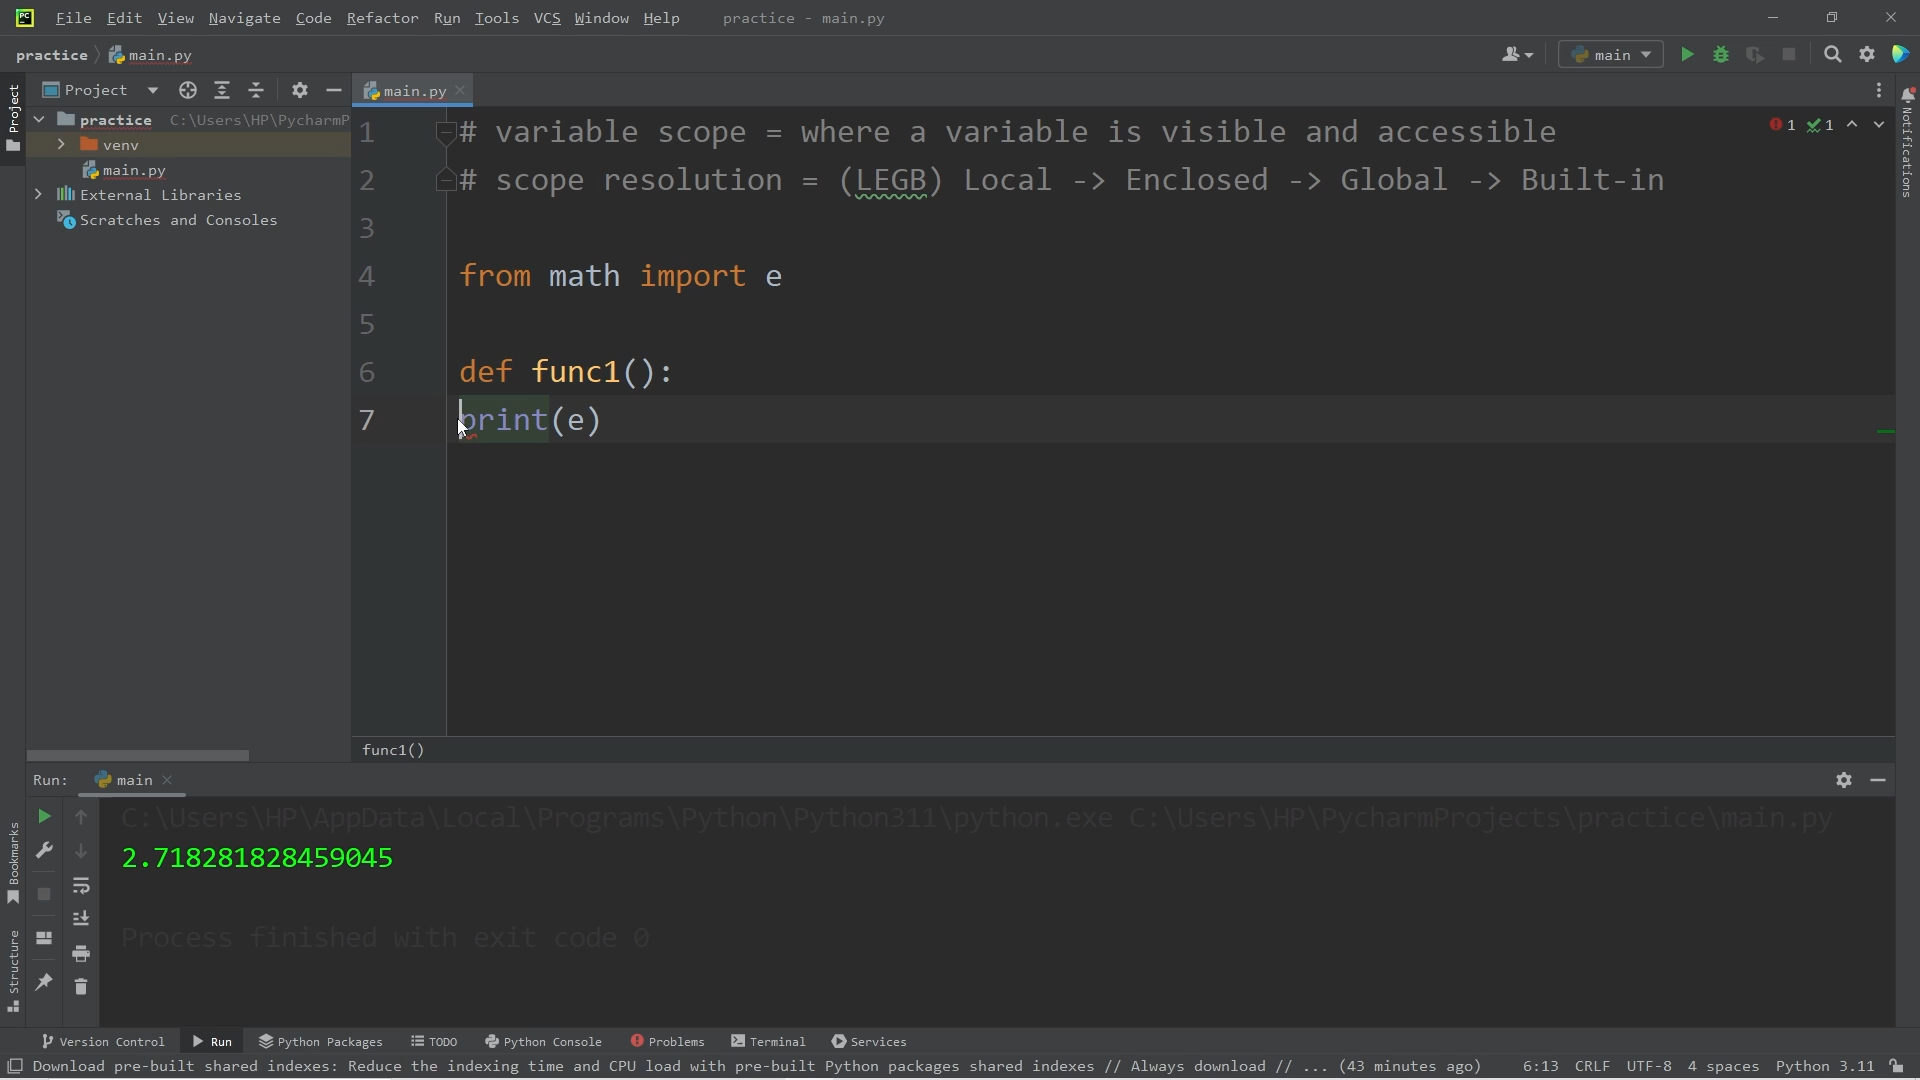 File Edit View Navigate Code Refactor Run Tools VCS Window Help practice - main.py
practice main.py main
Project main.py
practice C:\Users\HP\PycharmP
venv
main.py
External Libraries
Scratches and Consoles
Project
Notifications
1 # variable scope = where a variable is visible and accessible
1 1
2 # scope resolution = (LEGB) Local -> Enclosed -> Global -> Built-in
3
4 from math import e
5
6 def func1():
7 print(e)
func1()
Run: main
C:\Users\HP\AppData\Local\Programs\Python\Python311\python.exe C:\Users\HP\PycharmProjects\practice\main.py
2.718281828459045
Process finished with exit code 0
Bookmarks
Structure
Version Control Run Python Packages TODO Python Console Problems Terminal Services
Download pre-built shared indexes: Reduce the indexing time and CPU load with pre-built Python packages shared indexes // Always download // ... (43 minutes ago) 6:13 CRLF UTF-8 4 spaces Python 3.11